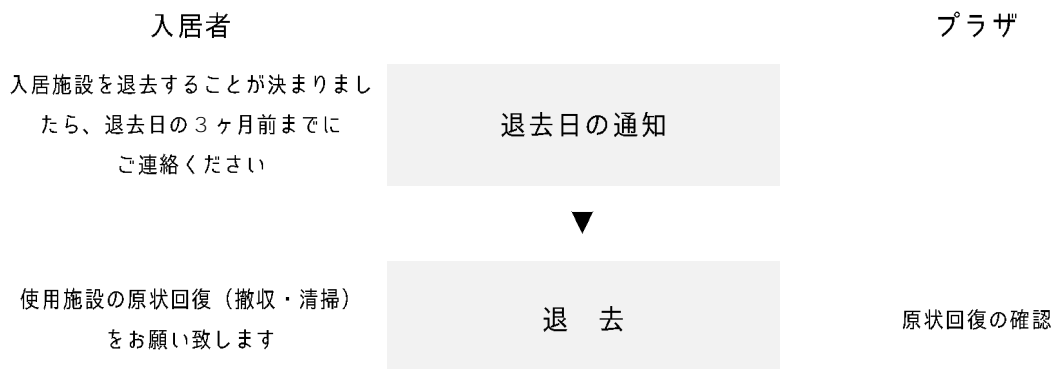 入居者
プラザ
入居施設を退去することが決まりまし
たら、退去日の３ヶ月前までに
ご連絡ください
退去日の通知
▼
使用施設の原状回復（撤収・清掃）
をお願い致します
退　去
原状回復の確認